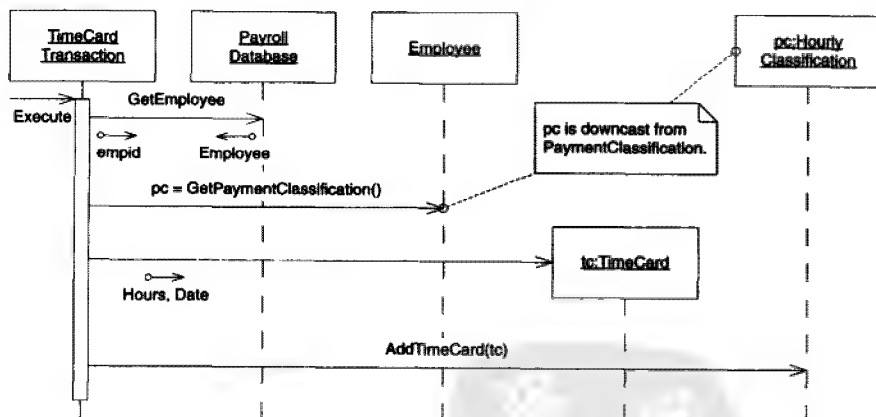 TimeCard
Transaction
Payroll
Database
Employee
pc:Hourly
Classification
Execute
GetEmployee
empid
Employee
pc is downcast from
PaymentClassification.
pc = GetPaymentClassification()
tc:TimeCard
Hours, Date
AddTimeCard(tc)